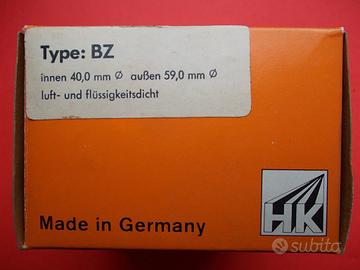 Type: BZ
innen 40,0 mm Ø außen 59,0 mm Ø
luft- und flüssigkeitsdicht
Made in Germany
HK
subito